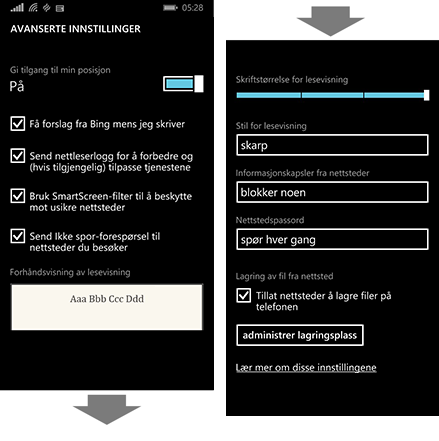 05:28
AVANSERTE INNSTILLINGER
Gi tilgang til min posisjon
På
Få forslag fra Bing mens jeg skriver
Send nettleserlogg for å forbedre og
(hvis tilgjengelig) tilpasse tjenestene
Bruk SmartScreen-filter til å beskytte
mot usikre nettsteder
Send Ikke spor-forespørsel til
nettsteder du besøker
Forhåndsvisning av lesevisning
Aaa Bbb Ccc Ddd
Skriftstørrelse for lesevisning
Stil for lesevisning
skarp
Informasjonskapsler fra nettsteder
blokker noen
Nettstedspassord
spør hver gang
Lagring av fil fra nettsted
Tillat nettsteder å lagre filer på
telefonen
administrer lagringsplass
Lær mer om disse innstillingene